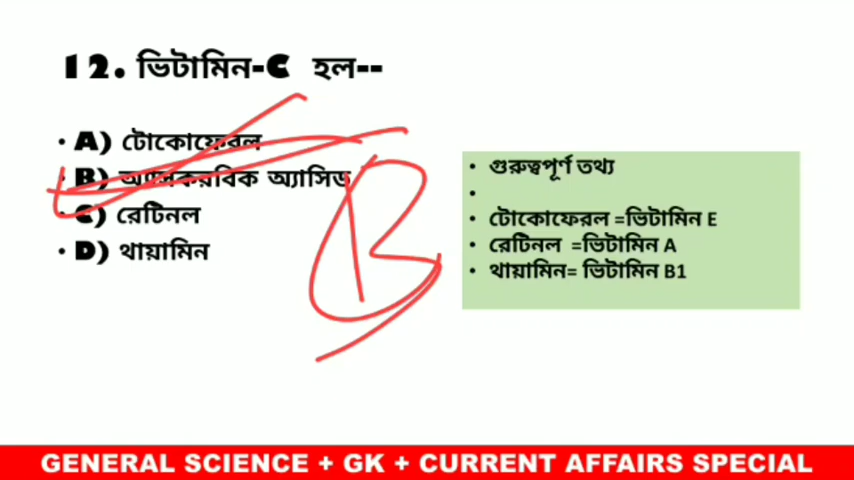 12. ভিটামিন-C হল--
• A) টোকোফেরল
• B) অ্যাসকরবিক অ্যাসিড
• C) রেটিনল
• D) থায়ামিন
B
• গুরুত্বপূর্ণ তথ্য
•
• টোকোফেরল =ভিটামিন E
• রেটিনল =ভিটামিন A
• থায়ামিন= ভিটামিন B1
GENERAL SCIENCE + GK + CURRENT AFFAIRS SPECIAL